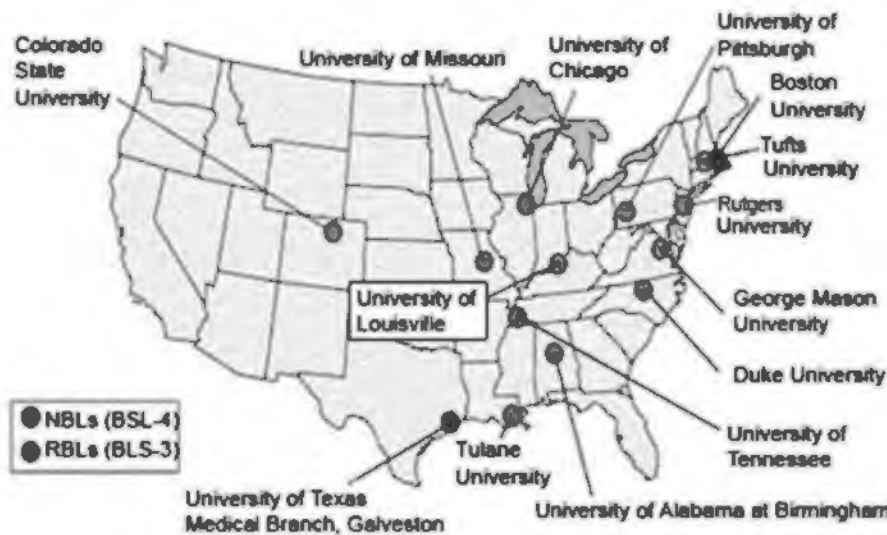 Colorado
State
University
University of Missouri
University of
Chicago
University of
Pittsburgh
Boston
University
Tufts
University
Rutgers
University
University of
Louisville
George Mason
University
Duke University
NBLs (BSL-4)
RBLs (BLS-3)
Tulane
University
University of
Tennessee
University of Texas
Medical Branch, Galveston
University of Alabama at Birmingham